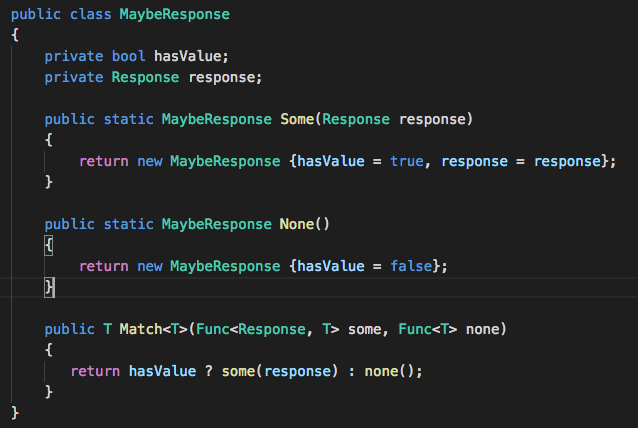 public class MaybeResponse
{
    private bool hasValue;
    private Response response;
    public static MaybeResponse Some(Response response)
    {
        return new MaybeResponse {hasValue = true, response = response};
    }
    public static MaybeResponse None()
    {
        return new MaybeResponse {hasValue = false};
    }
    public T Match<T>(Func<Response, T> some, Func<T> none)
    {
       return hasValue ? some(response) : none();
    }
}